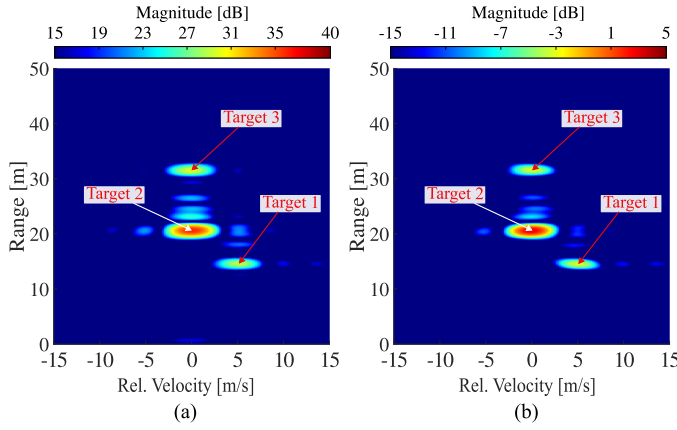 Magnitude [dB]
15 19 23 27 31 35 40
50
40
30
20
10
0
Range [m]
Target 3
Target 2
Target 1
-15 -10 -5 0 5 10 15
Rel. Velocity [m/s]
(a)
Magnitude [dB]
-15 -11 -7 -3 1 5
50
40
30
20
10
0
Range [m]
Target 3
Target 2
Target 1
-15 -10 -5 0 5 10 15
Rel. Velocity [m/s]
(b)